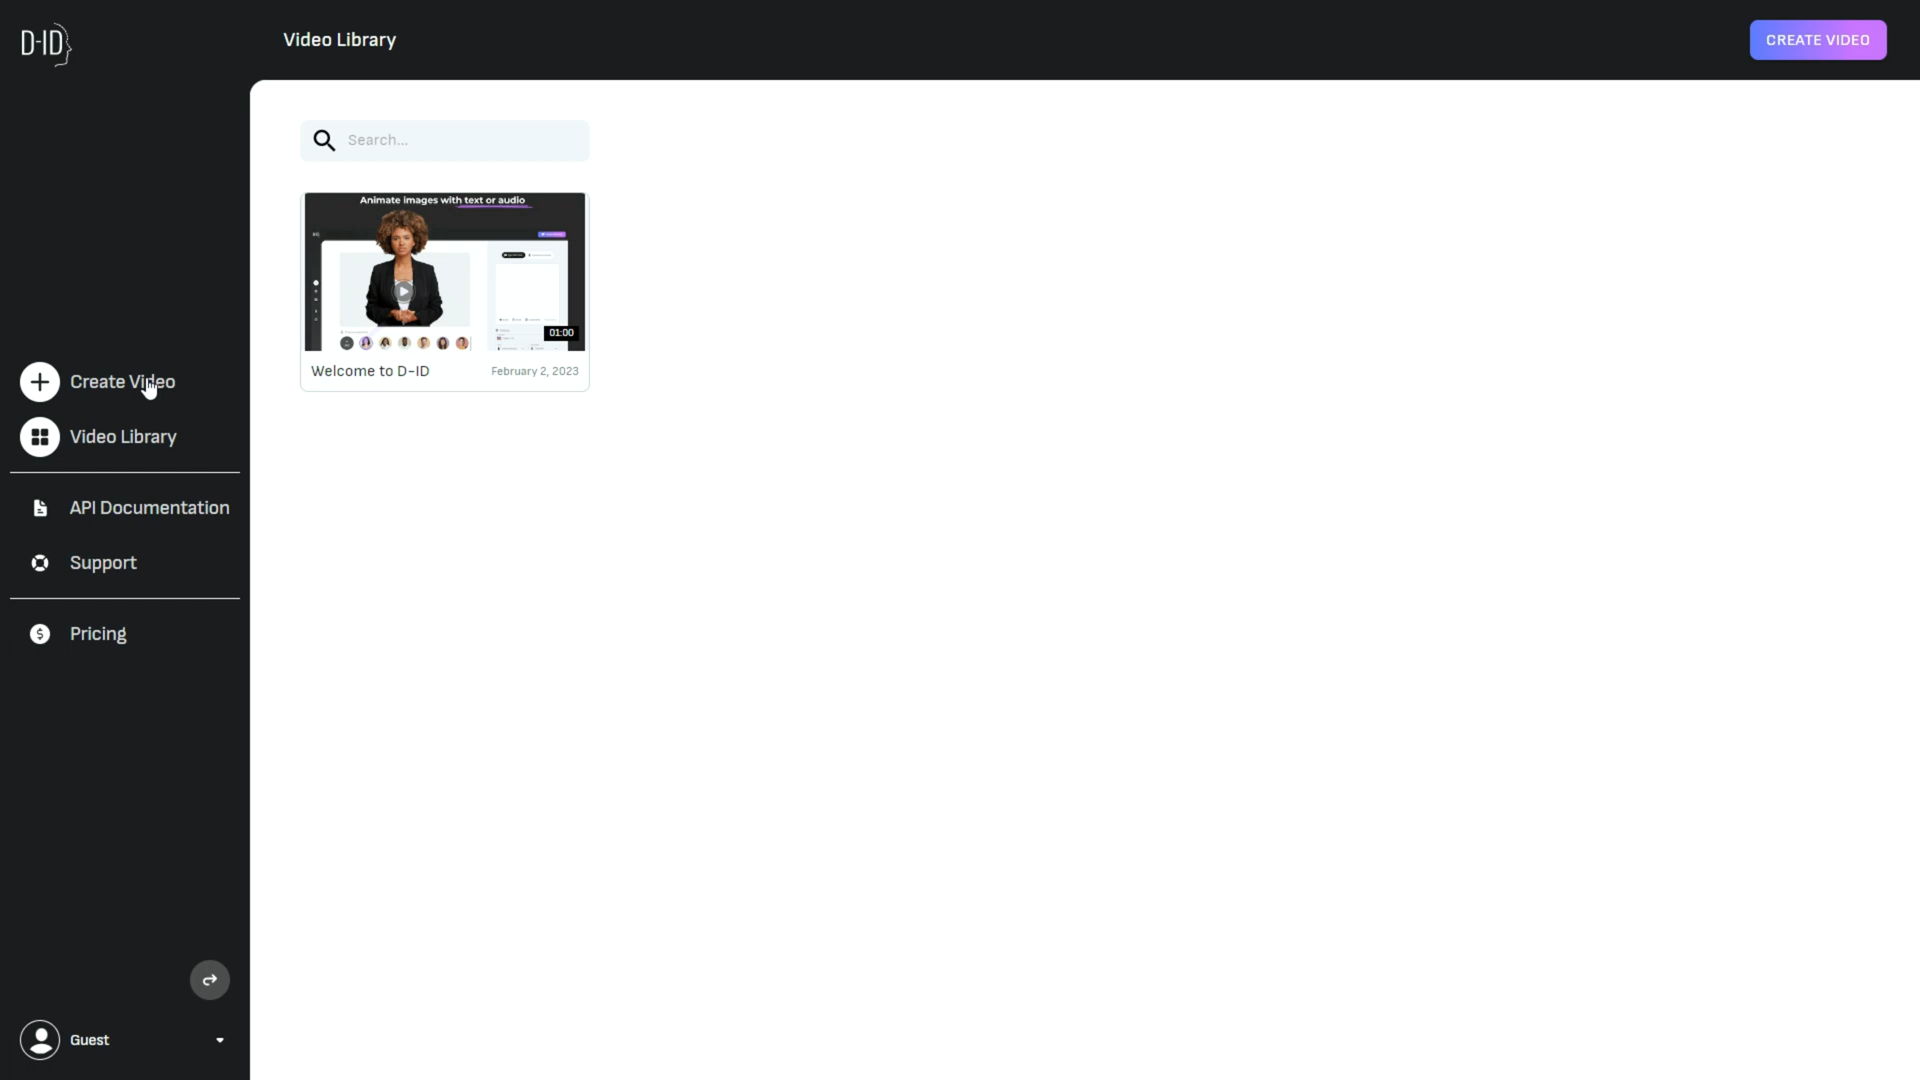 D-ID
Video Library
CREATE VIDEO
Search...
Animate images with text or audio
01:00
Welcome to D-ID
February 2, 2023
Create Video
Video Library
API Documentation
Support
Pricing
Guest